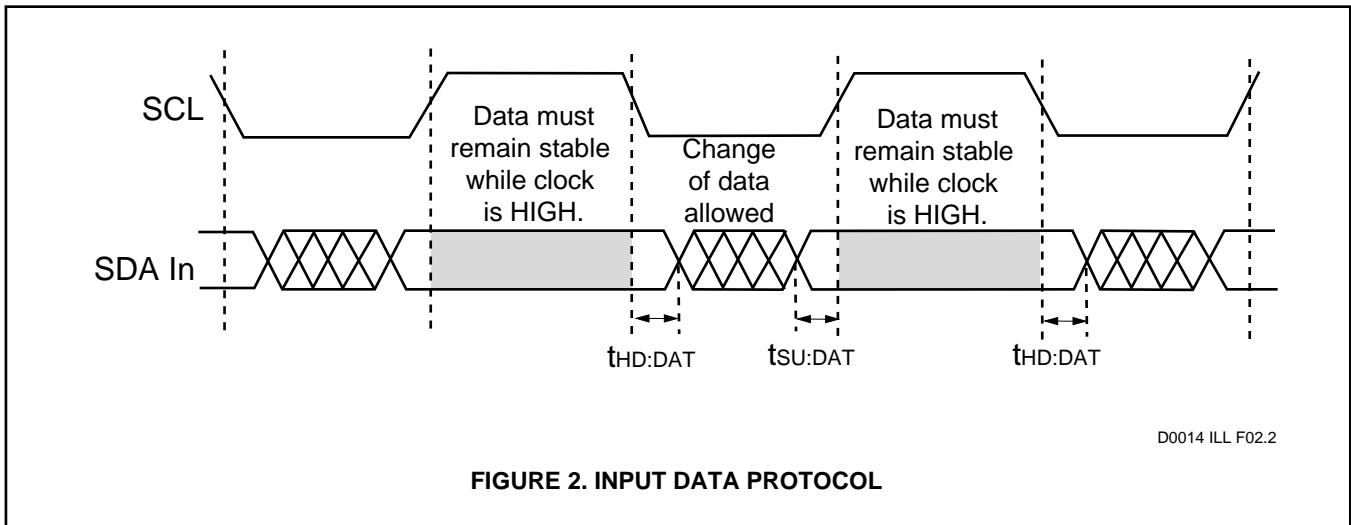 SCL
Data must
remain stable
while clock
is HIGH.
Change
of data
allowed
Data must
remain stable
while clock
is HIGH.
SDA In
tHD:DAT
tSU:DAT
tHD:DAT
D0014 ILL F02.2
FIGURE 2. INPUT DATA PROTOCOL